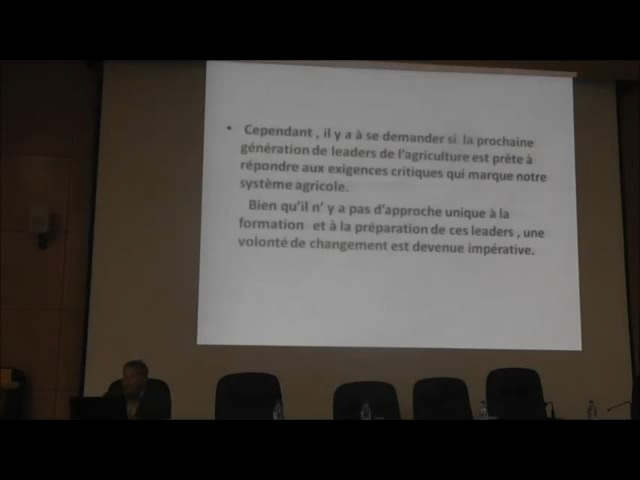 • Cependant , il y a à se demander si la prochaine
génération de leaders de l'agriculture est prête à
répondre aux exigences critiques qui marque notre
système agricole.
Bien qu'il n' y a pas d'approche unique à la
formation et à la préparation de ces leaders , une
volonté de changement est devenue impérative.